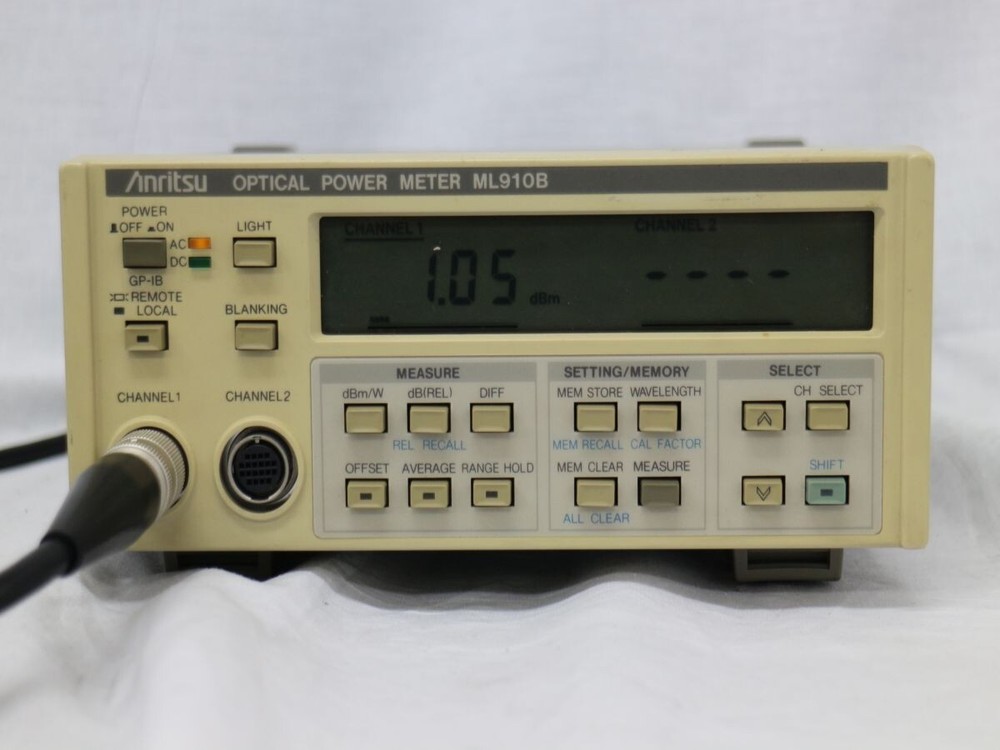 Anritsu OPTICAL POWER METER ML910B
POWER
OFF ON
AC
DC
LIGHT
GP-IB
REMOTE
LOCAL
BLANKING
CHANNEL1
CHANNEL2
CHANNEL 1
CHANNEL 2
1.05 dBm
- - - -
MEASURE
dBm/W dB(REL) DIFF
REL RECALL
OFFSET AVERAGE RANGE HOLD
SETTING/MEMORY
MEM STORE WAVELENGTH
MEM RECALL CAL FACTOR
MEM CLEAR MEASURE
ALL CLEAR
SELECT
CH SELECT
SHIFT